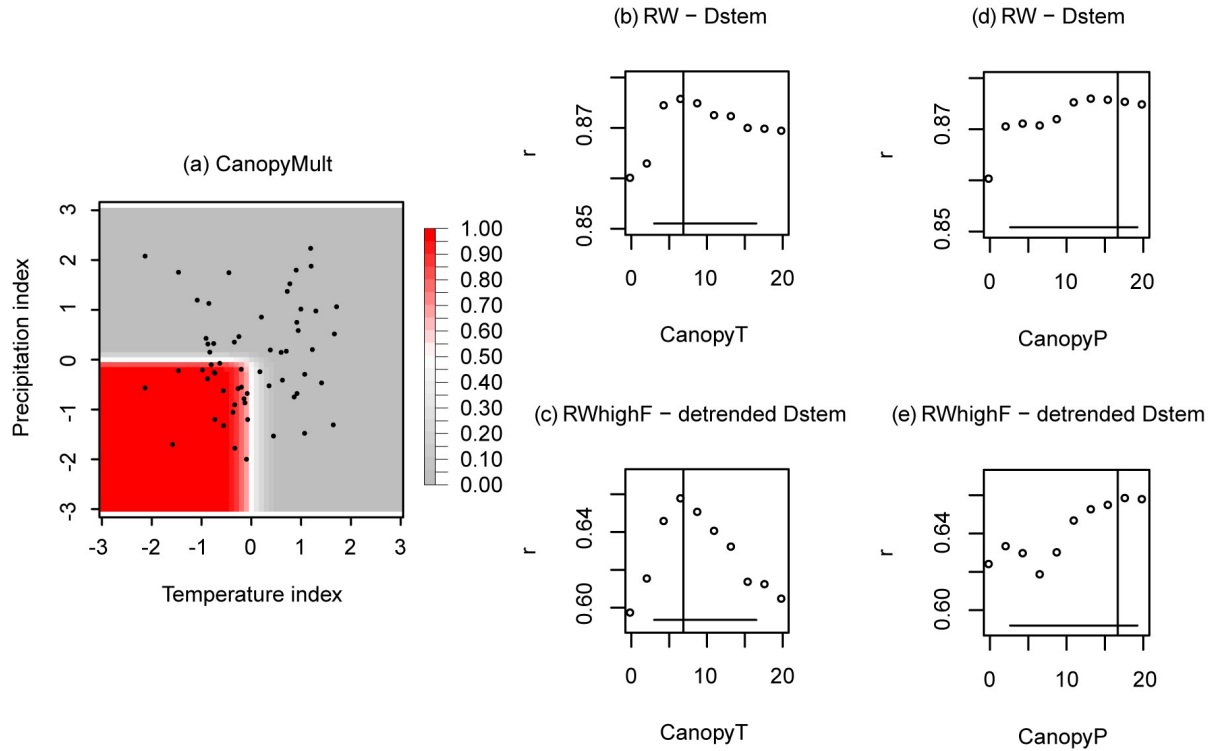 (a) CanopyMult
Precipitation index
3
2
1
0
-1
-2
-3
-3 -2 -1 0 1 2 3
Temperature index
1.00
0.90
0.80
0.70
0.60
0.50
0.40
0.30
0.20
0.10
0.00
(b) RW − Dstem
r
0.87
0.85
0 10 20
CanopyT
(d) RW − Dstem
r
0.87
0.85
0 10 20
CanopyP
(c) RWhighF − detrended Dstem
r
0.64
0.60
0 10 20
CanopyT
(e) RWhighF − detrended Dstem
r
0.64
0.60
0 10 20
CanopyP